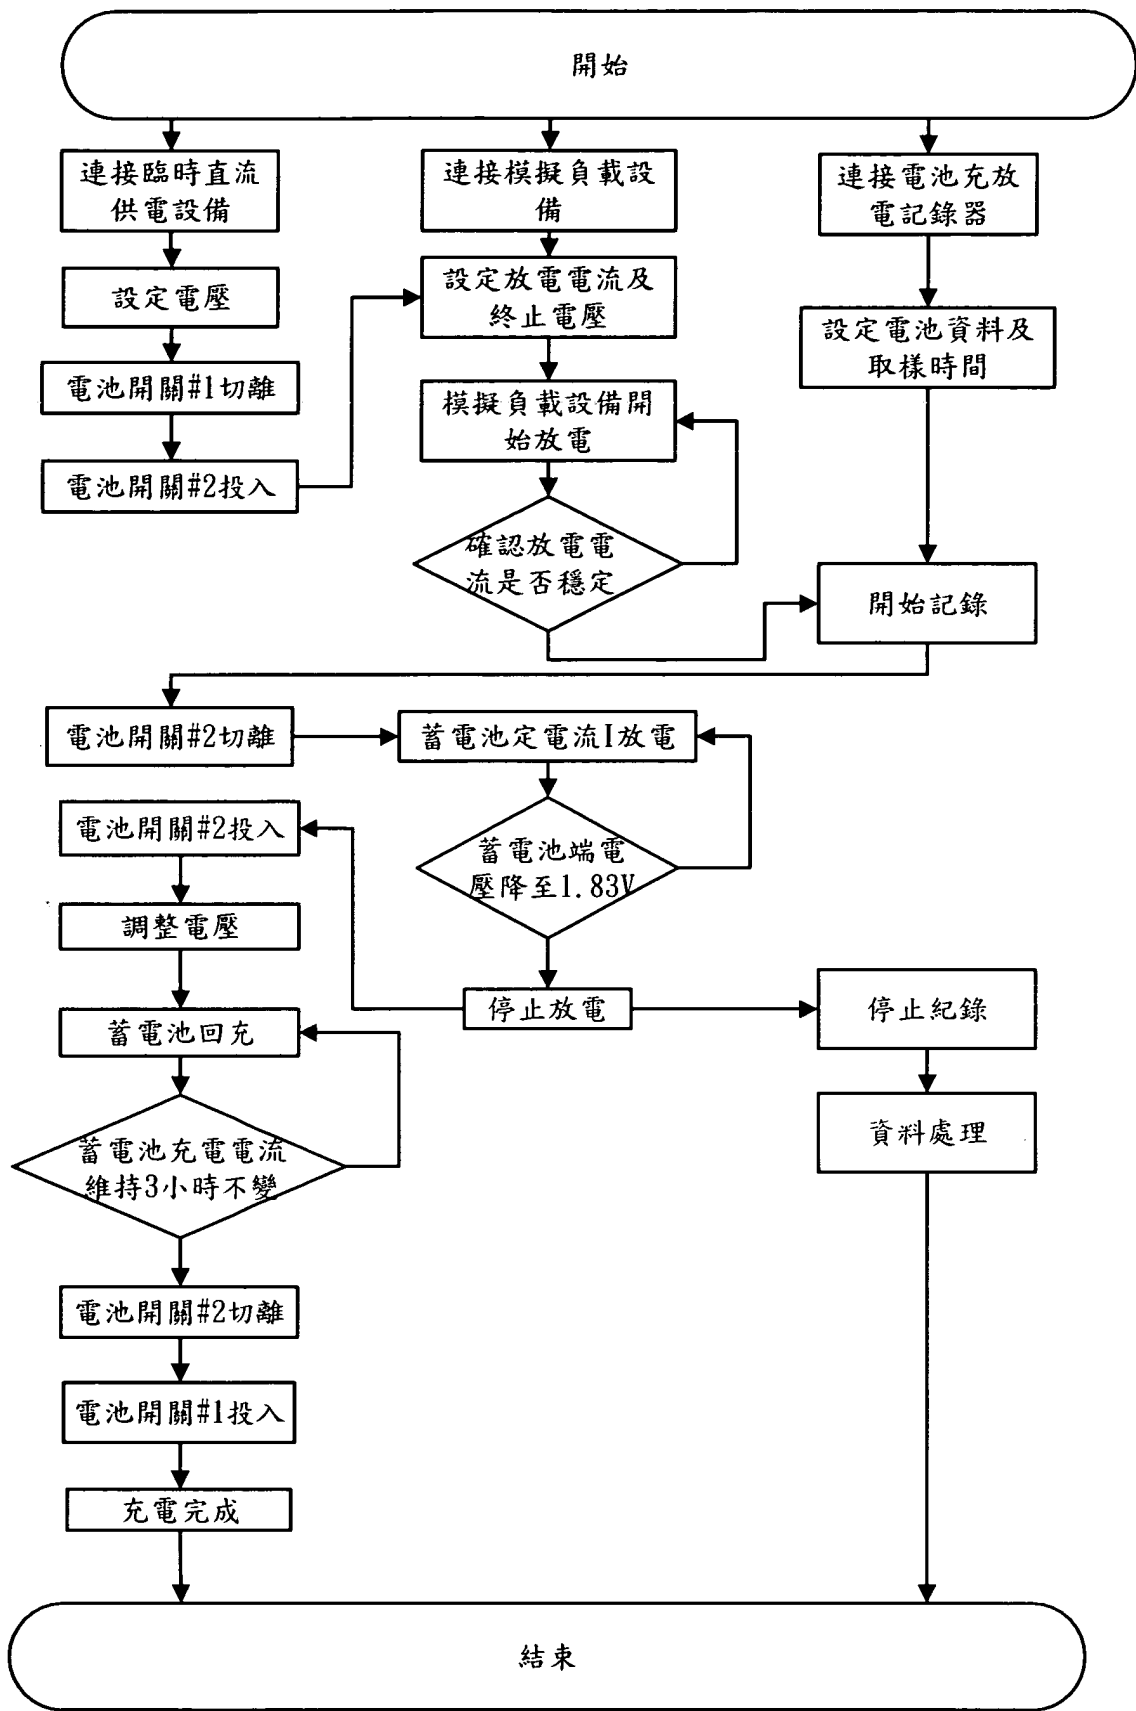 開始
連接臨時直流
供電設備
設定電壓
電池開關#1切離
電池開關#2投入
連接模擬負載設
備
設定放電電流及
終止電壓
模擬負載設備開
始放電
確認放電電
流是否穩定
連接電池充放
電記錄器
設定電池資料及
取樣時間
開始記錄
電池開關#2切離
蓄電池定電流I放電
蓄電池端電
壓降至1.83V
停止放電
電池開關#2投入
調整電壓
蓄電池回充
蓄電池充電電流
維持3小時不變
電池開關#2切離
電池開關#1投入
充電完成
停止紀錄
資料處理
結束